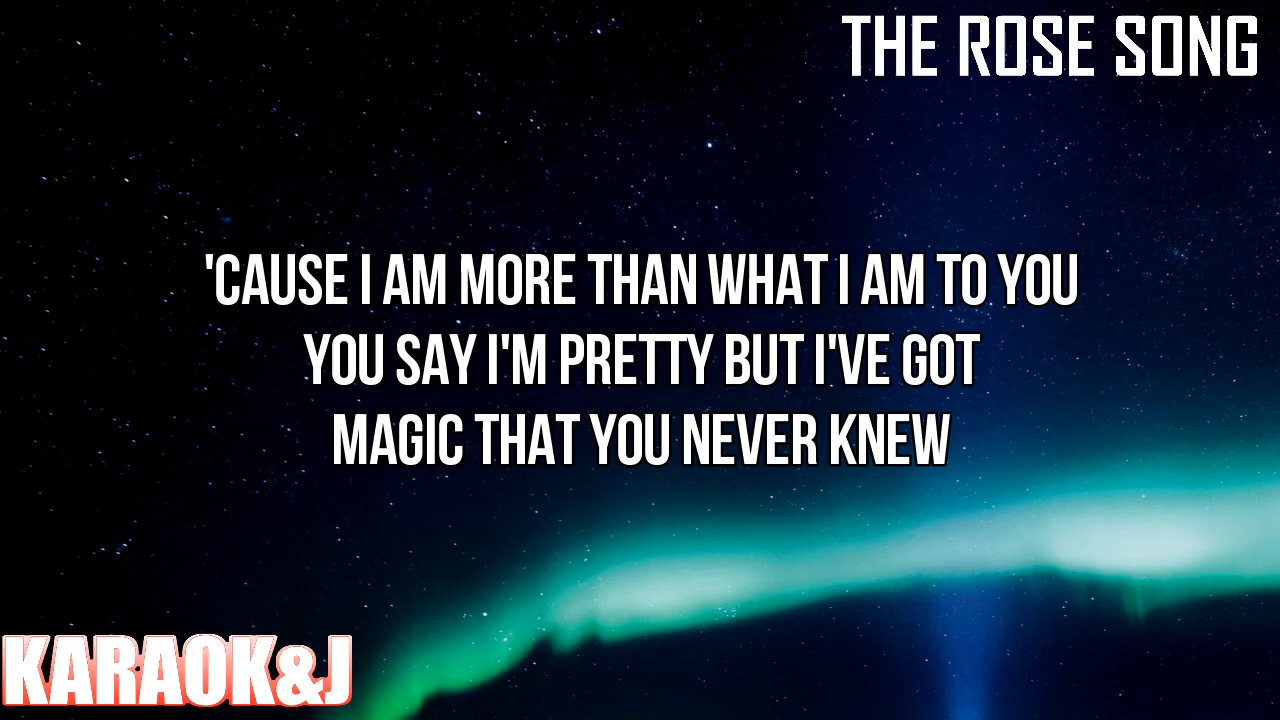 THE ROSE SONG
'CAUSE I AM MORE THAN WHAT I AM TO YOU
YOU SAY I'M PRETTY BUT I'VE GOT
MAGIC THAT YOU NEVER KNEW
KARAOK&J